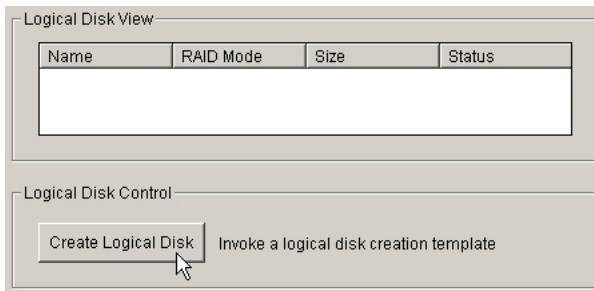 Logical Disk View
Name RAID Mode Size Status
Logical Disk Control
Create Logical Disk Invoke a logical disk creation template